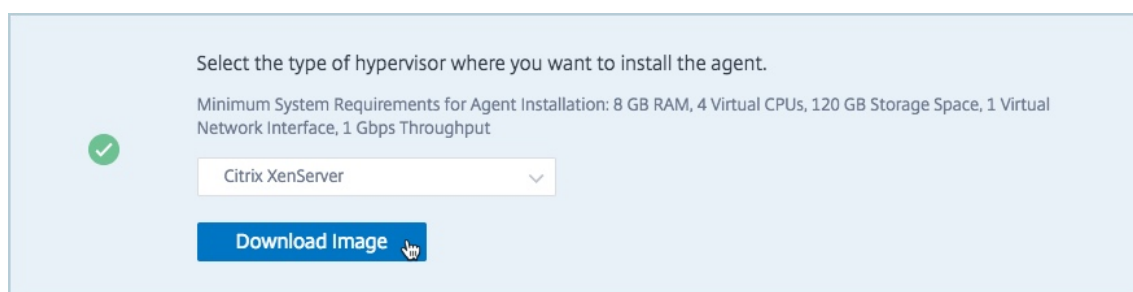 Select the type of hypervisor where you want to install the agent.
Minimum System Requirements for Agent Installation: 8 GB RAM, 4 Virtual CPUs, 120 GB Storage Space, 1 Virtual
Network Interface, 1 Gbps Throughput
Citrix XenServer
Download Image